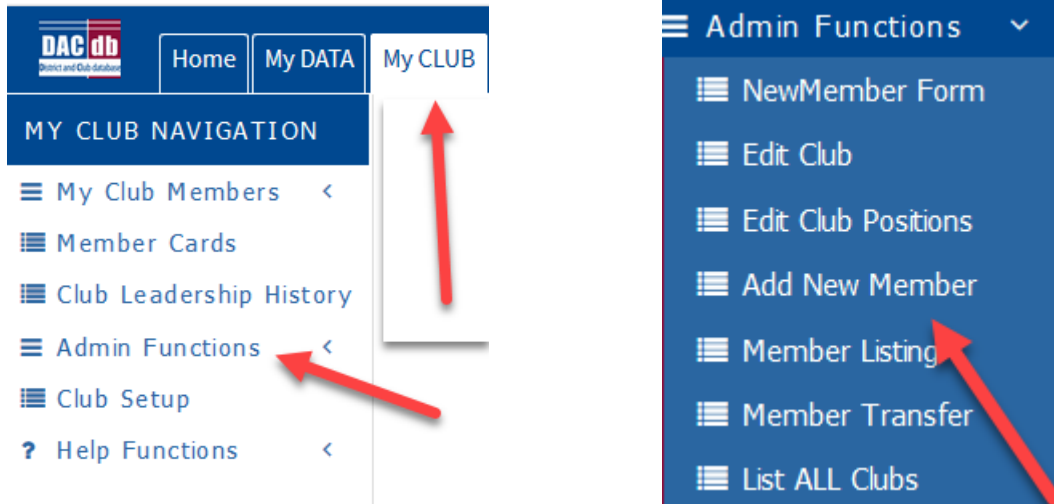 DACdb
District and Club database
Home
My DATA
My CLUB
MY CLUB NAVIGATION
My Club Members
Member Cards
Club Leadership History
Admin Functions
Club Setup
? Help Functions
Admin Functions
NewMember Form
Edit Club
Edit Club Positions
Add New Member
Member Listing
Member Transfer
List ALL Clubs